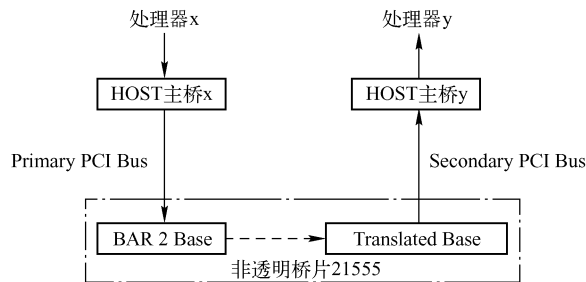 处理器x 处理器y
HOST主桥x HOST主桥y
Primary PCI Bus Secondary PCI Bus
BAR 2 Base Translated Base
非透明桥片21555